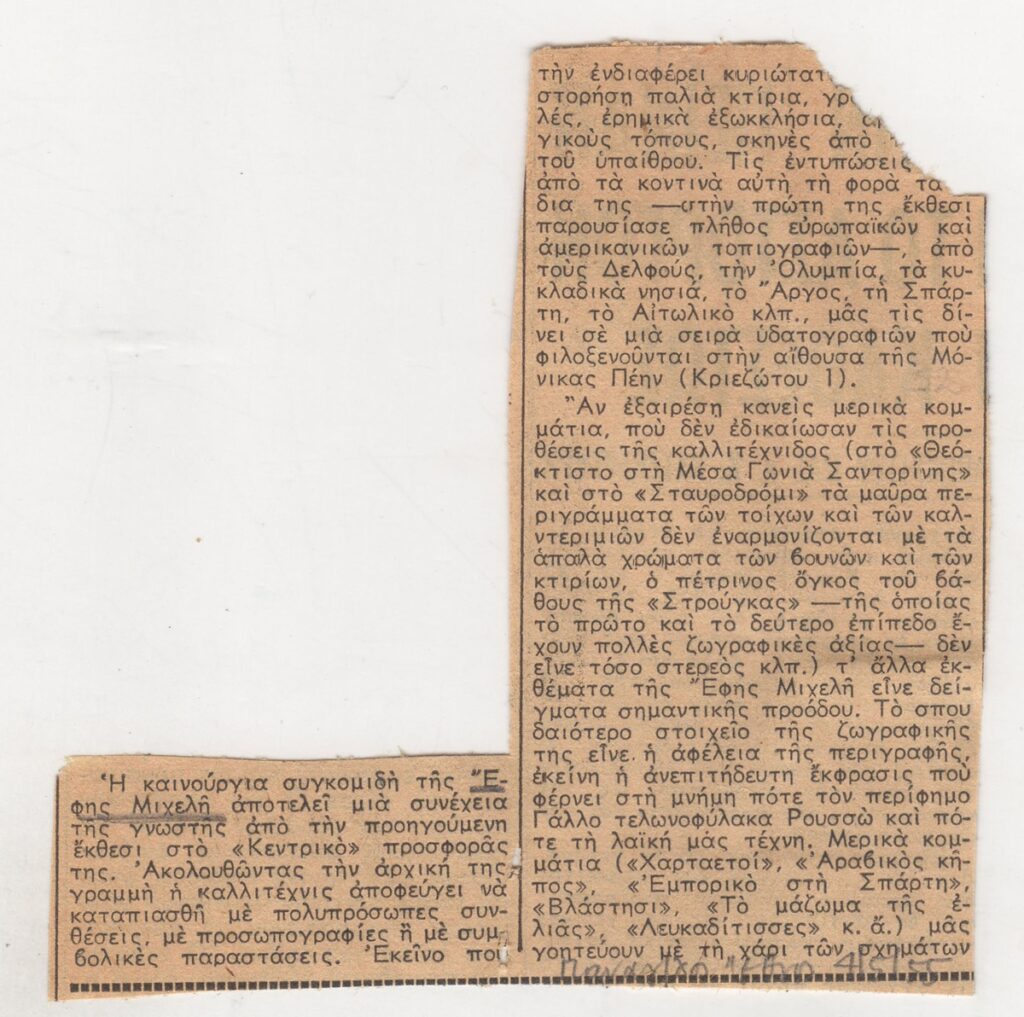 Ἡ καινούργια συγκομιδὴ τῆς Ἔ-
φης Μιχελῆ ἀποτελεῖ μιὰ συνέχεια
τῆς γνωστῆς ἀπὸ τὴν προηγούμενη
ἔκθεσι στὸ «Κεντρικὸ» προσφορᾶς
της. Ἀκολουθῶντας τὴν ἀρχική της
γραμμὴ ἡ καλλιτέχνις ἀποφεύγει νὰ
καταπιασθῆ μὲ πολυπρόσωπες συν-
θέσεις, μὲ προσωπογραφίες ἢ μὲ συμ-
βολικὲς παραστάσεις. Ἐκεῖνο ποὺ
τὴν ἐνδιαφέρει κυριώτατ
στορήση παλιὰ κτίρια, γρ
λές, ἐρημικὰ ἐξωκκλήσια,
γικοὺς τόπους, σκηνὲς ἀπὸ
τοῦ ὑπαίθρου. Τὶς ἐντυπώσεις
ἀπὸ τὰ κοντινὰ αὐτὴ τὴ φορὰ τα
δια της —στὴν πρώτη της ἔκθεσι
παρουσίασε πλῆθος εὐρωπαϊκῶν καὶ
ἀμερικανικῶν τοπιογραφιῶν—, ἀπὸ
τοὺς Δελφούς, τὴν Ὀλυμπία, τὰ κυ-
κλαδικὰ νησιά, τὸ Ἄργος, τὴ Σπάρ-
τη, τὸ Αἰτωλικὸ κλπ., μᾶς τὶς δί-
νει σὲ μιὰ σειρὰ ὑδατογραφιῶν ποὺ
φιλοξενοῦνται στὴν αἴθουσα τῆς Μό-
νικας Πέην (Κριεζώτου 1).
Ἂν ἐξαιρέση κανεὶς μερικὰ κομ-
μάτια, ποὺ δὲν ἐδικαίωσαν τὶς προ-
θέσεις τῆς καλλιτέχνιδος (στὸ «Θεό-
κτιστο στὴ Μέσα Γωνιὰ Σαντορίνης»
καὶ στὸ «Σταυροδρόμι» τὰ μαῦρα πε-
ριγράμματα τῶν τοίχων καὶ τῶν καλ-
ντεριμιῶν δὲν ἐναρμονίζονται μὲ τὰ
ἁπαλὰ χρώματα τῶν βουνῶν καὶ τῶν
κτιρίων, ὁ πέτρινος ὄγκος τοῦ βά-
θους τῆς «Στρούγκας» —τῆς ὁποίας
τὸ πρῶτο καὶ τὸ δεύτερο ἐπίπεδο ἔ-
χουν πολλὲς ζωγραφικὲς ἀξίας— δὲν
εἶνε τόσο στερεὸς κλπ.) τ' ἄλλα ἐκ-
θέματα τῆς Ἔφης Μιχελῆ εἶνε δεί-
γματα σημαντικῆς προόδου. Τὸ σπου
δαιότερο στοιχεῖο τῆς ζωγραφικῆς
της εἶνε ἡ ἀφέλεια τῆς περιγραφῆς,
ἐκείνη ἡ ἀνεπιτήδευτη ἔκφρασις ποὺ
φέρνει στὴ μνήμη πότε τὸν περίφημο
Γάλλο τελωνοφύλακα Ρουσσὼ καὶ πό-
τε τὴ λαϊκή μας τέχνη. Μερικὰ κομ-
μάτια («Χαρταετοί», «Ἀραβικὸς κῆ-
πος», «Ἐμπορικὸ στὴ Σπάρτη»,
«Βλάστησι», «Τὸ μάζωμα τῆς ἐ-
λιᾶς», «Λευκαδίτισσες» κ. ἄ.) μᾶς
γοητεύουν μὲ τὴ χάρι τῶν σχημάτων
4/5/55